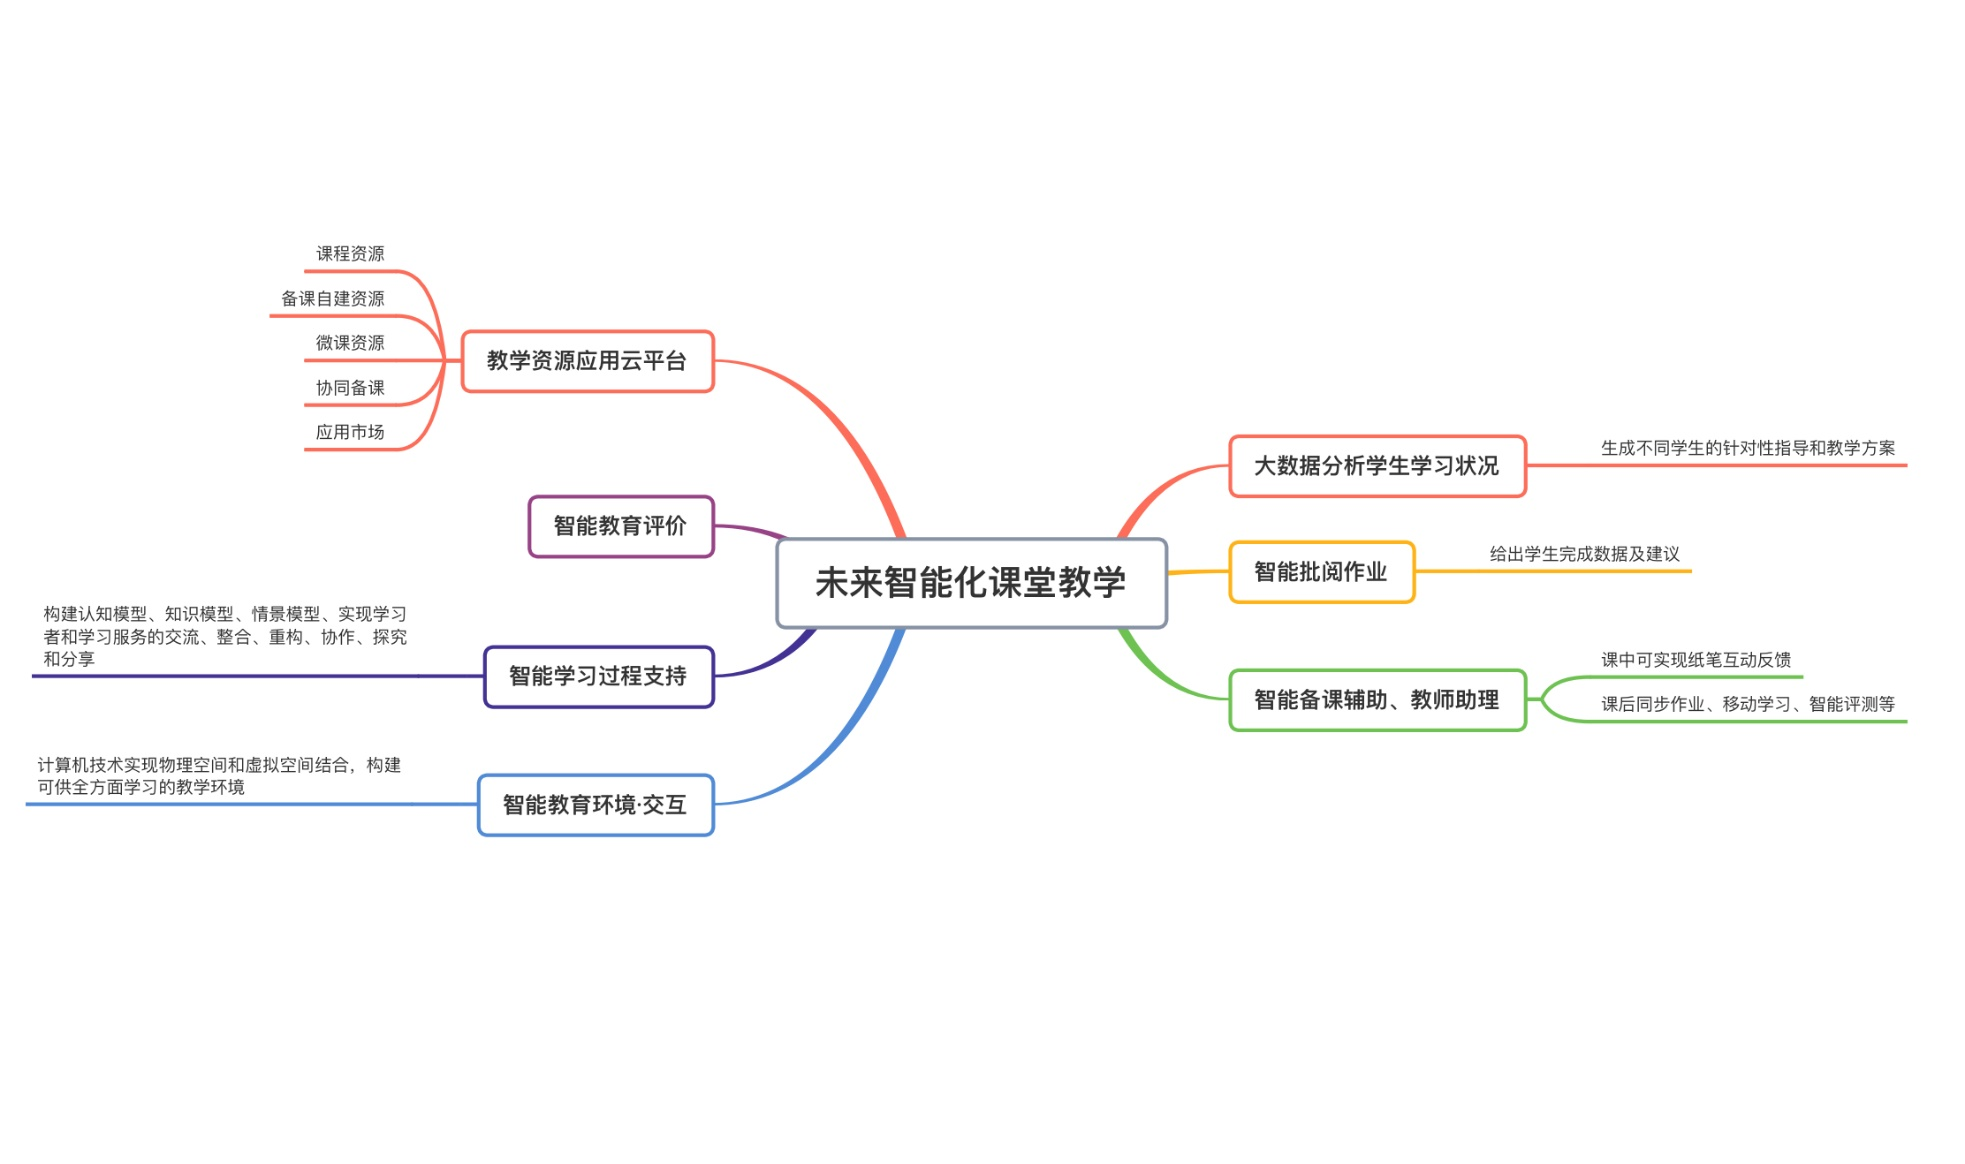 未来智能化课堂教学
大数据分析学生学习状况
生成不同学生的针对性指导和教学方案
智能批阅作业
给出学生完成数据及建议
智能备课辅助、教师助理
课中可实现纸笔互动反馈
课后同步作业、移动学习、智能评测等
教学资源应用云平台
课程资源
备课自建资源
微课资源
协同备课
应用市场
智能教育评价
智能学习过程支持
构建认知模型、知识模型、情景模型、实现学习
者和学习服务的交流、整合、重构、协作、探究
和分享
智能教育环境·交互
计算机技术实现物理空间和虚拟空间结合，构建
可供全方面学习的教学环境